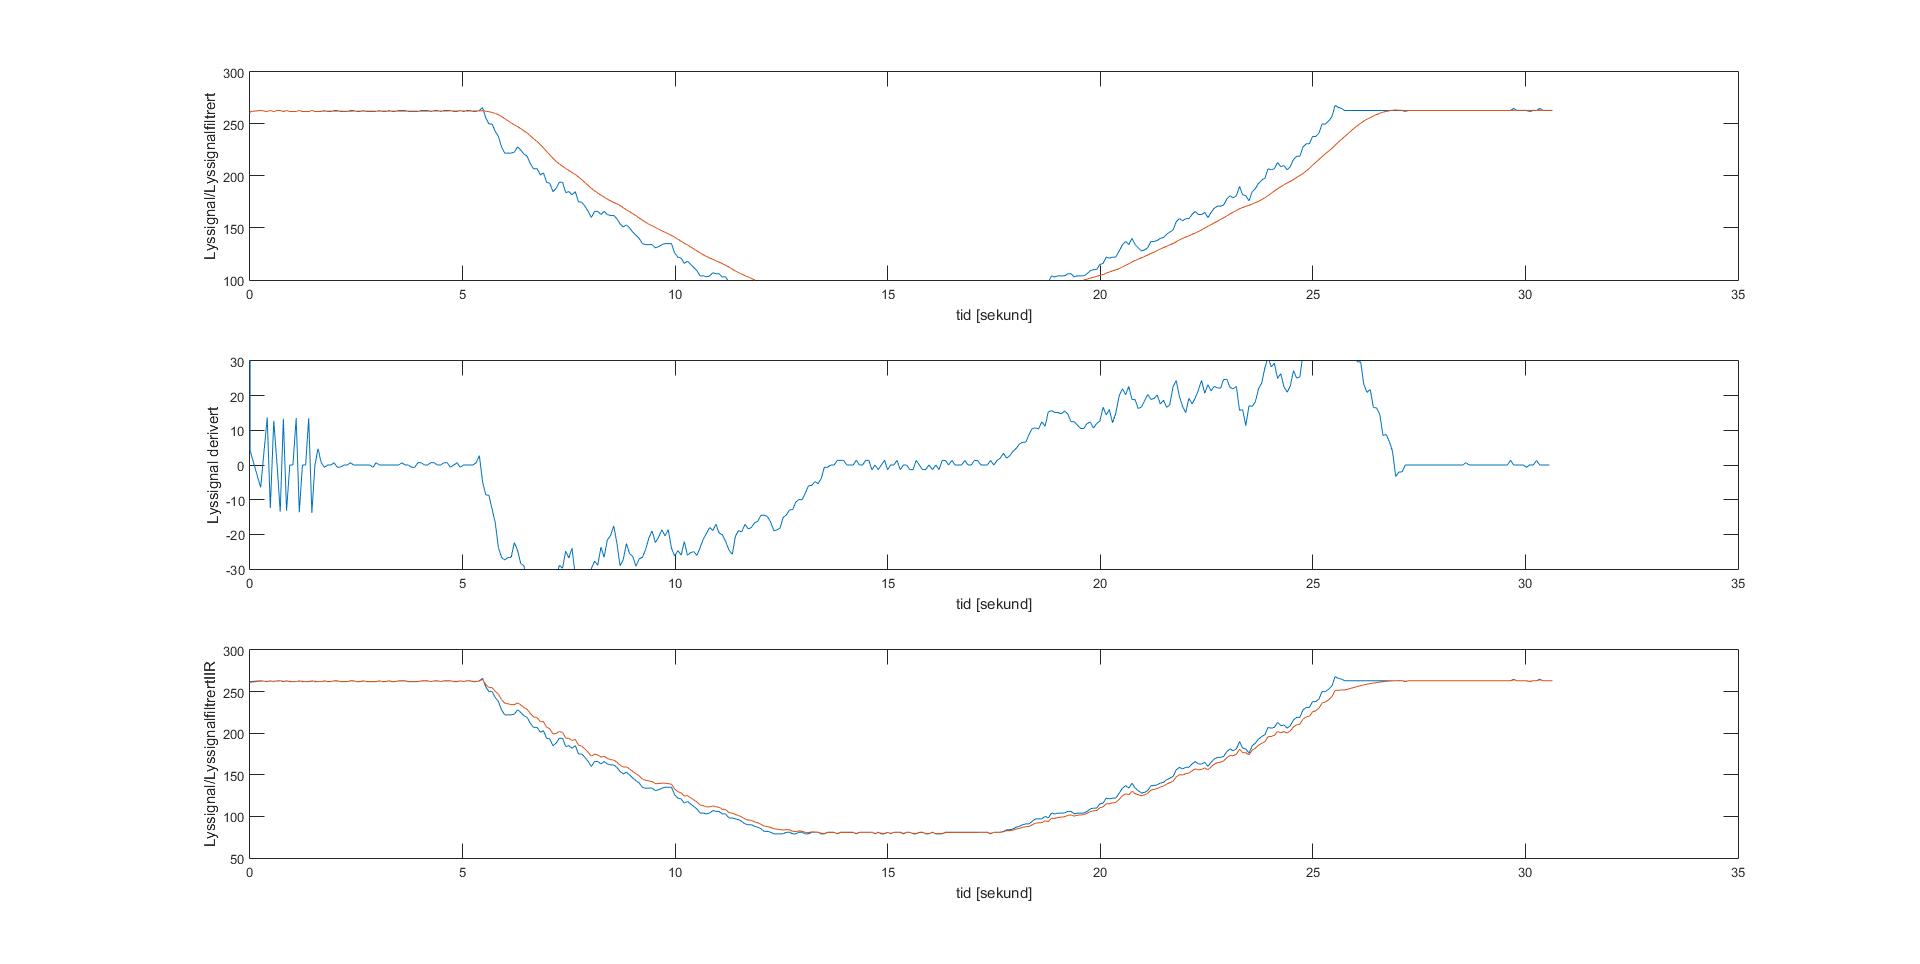 300
250
200
150
100
Lyssignal/Lyssignalfiltrert
0 5 10 15 20 25 30 35
tid [sekund]
30
20
10
0
-10
-20
-30
Lyssignal derivert
0 5 10 15 20 25 30 35
tid [sekund]
300
250
200
150
100
50
Lyssignal/LyssignalfiltrertIIR
0 5 10 15 20 25 30 35
tid [sekund]